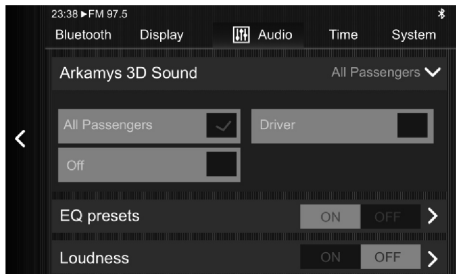 23:38 ►FM 97.5
Bluetooth Display Audio Time System
Arkamys 3D Sound All Passengers
All Passengers Driver
Off
EQ presets ON OFF
Loudness ON OFF